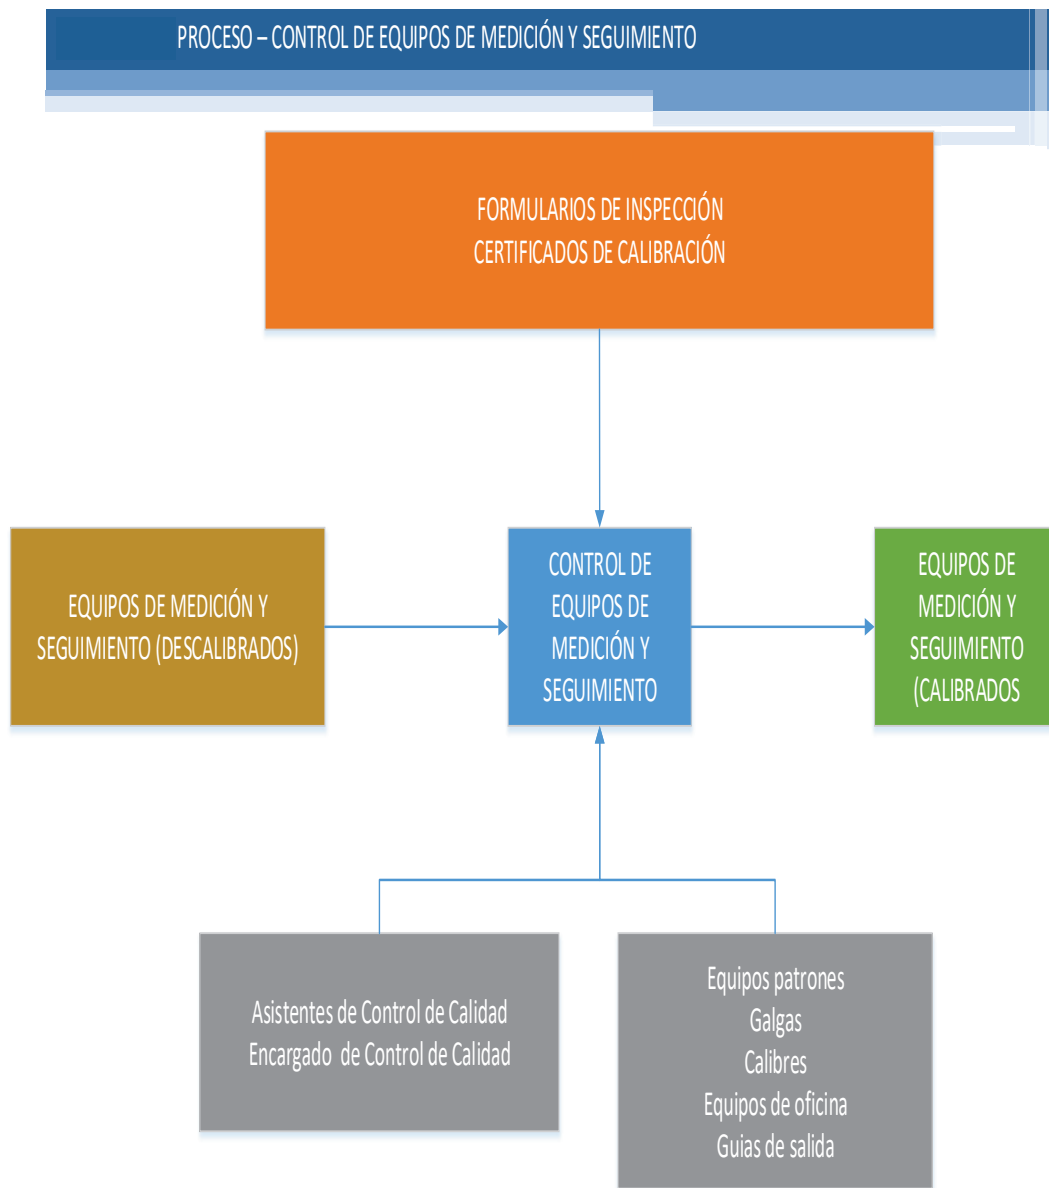 PROCESO – CONTROL DE EQUIPOS DE MEDICIÓN Y SEGUIMIENTO
FORMULARIOS DE INSPECCIÓN
CERTIFICADOS DE CALIBRACIÓN
EQUIPOS DE MEDICIÓN Y
SEGUIMIENTO (DESCALIBRADOS)
CONTROL DE
EQUIPOS DE
MEDICIÓN Y
SEGUIMIENTO
EQUIPOS DE
MEDICIÓN Y
SEGUIMIENTO
(CALIBRADOS
Asistentes de Control de Calidad
Encargado de Control de Calidad
Equipos patrones
Galgas
Calibres
Equipos de oficina
Guias de salida